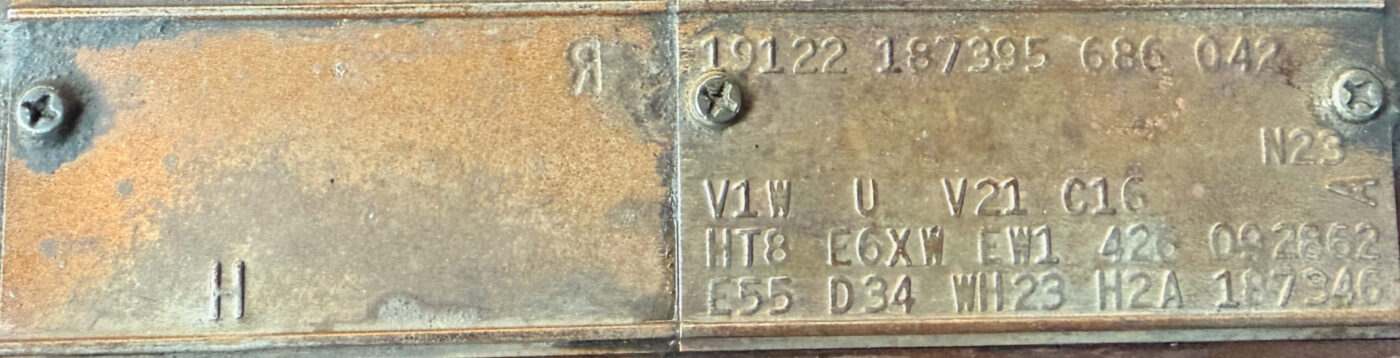 R
H
19122 187395 686 042
N23
A
V1W U V21 C16
HT8 E6XW EW1 426 092862
E55 D34 WH23 H2A 187346